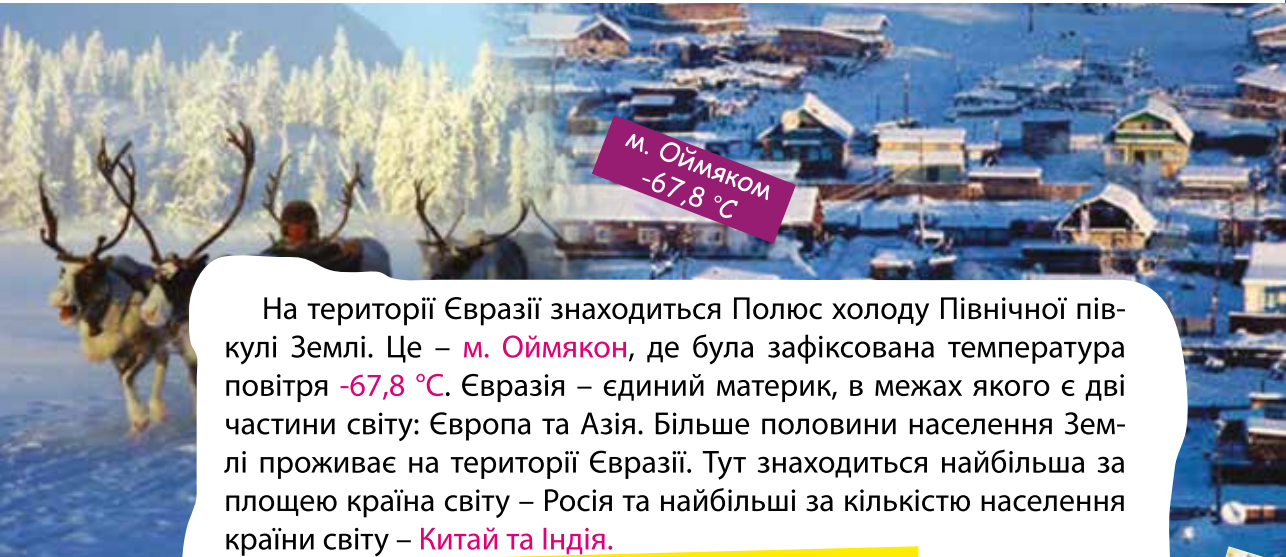 м. Оймяком
-67,8 °С
На території Євразії знаходиться Полюс холоду Північної пів-
кулі Землі. Це – м. Оймякон, де була зафіксована температура
повітря -67,8 °С. Євразія – єдиний материк, в межах якого є дві
частини світу: Європа та Азія. Більше половини населення Зем-
лі проживає на території Євразії. Тут знаходиться найбільша за
площею країна світу – Росія та найбільші за кількістю населення
країни світу – Китай та Індія.